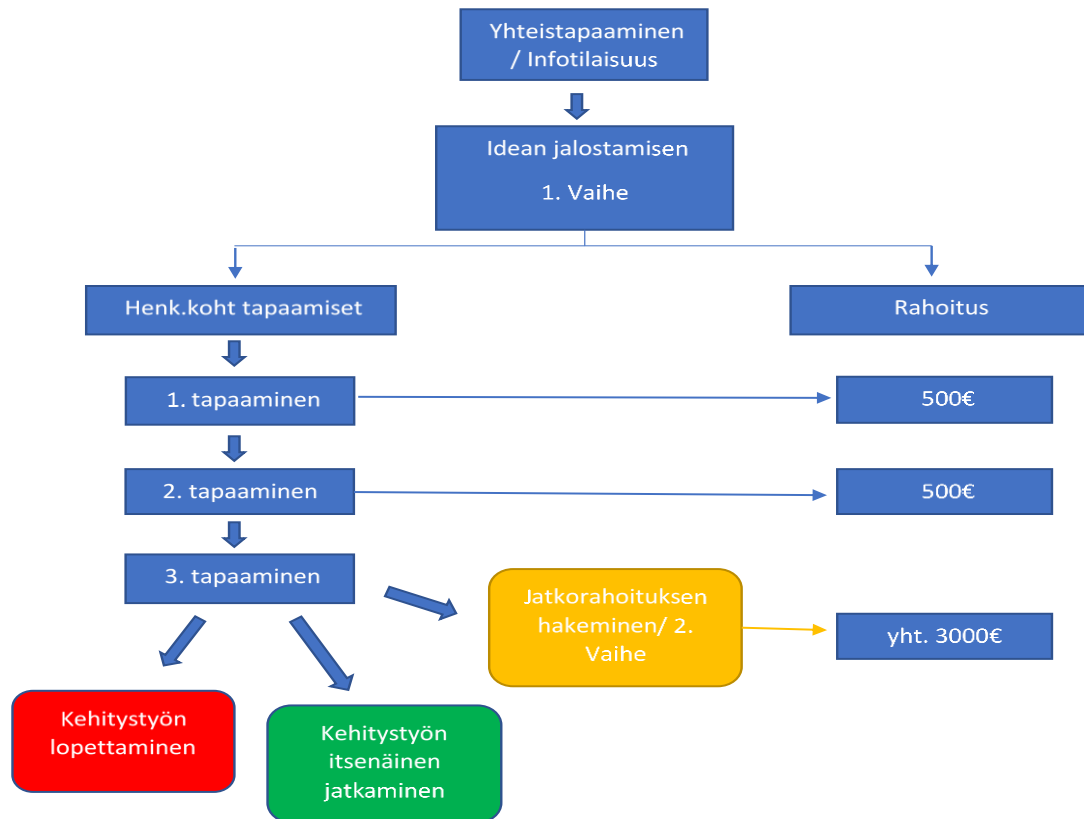 Yhteistapaaminen
/ Infotilaisuus
Idean jalostamisen
1. Vaihe
Henk.koht tapaamiset
Rahoitus
1. tapaaminen
500€
2. tapaaminen
500€
3. tapaaminen
Jatkorahoituksen
hakeminen/ 2.
Vaihe
yht. 3000€
Kehitystyön
lopettaminen
Kehitystyön
itsenäinen
jatkaminen